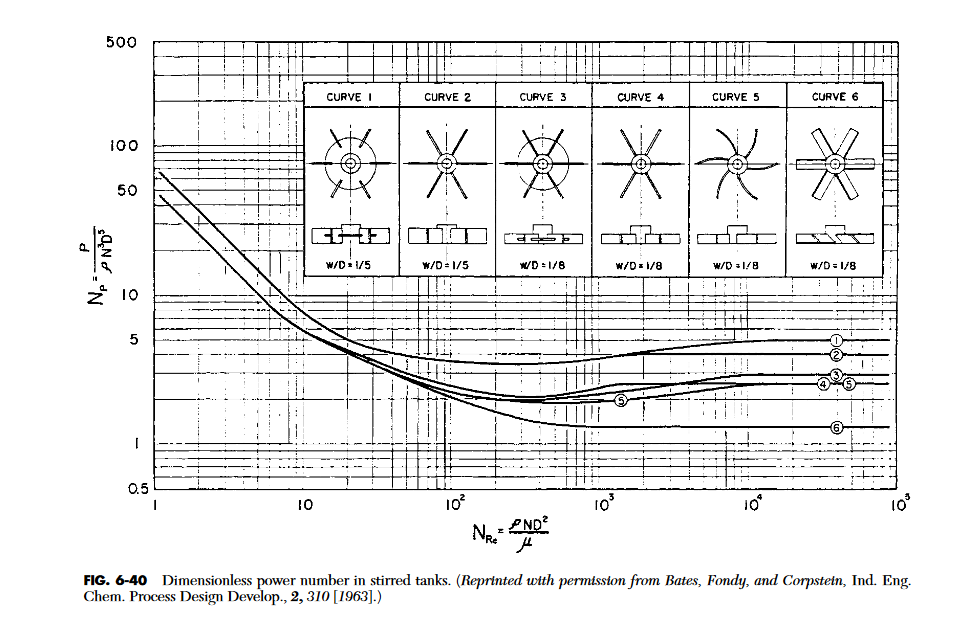 500
100
50
10
5
1
0.5
N_P = P / ρN³D⁵
CURVE 1 CURVE 2 CURVE 3 CURVE 4 CURVE 5 CURVE 6
W/D = 1/5 W/D = 1/5 W/D = 1/8 W/D = 1/8 W/D = 1/8 W/D = 1/8
1
2
3
4 5
5
6
1 10 10² 10³ 10⁴ 10⁵
N_Re = ρND² / μ
FIG. 6-40 Dimensionless power number in stirred tanks. (Reprinted with permission from Bates, Fondy, and Corpstein, Ind. Eng.
Chem. Process Design Develop., 2, 310 [1963].)